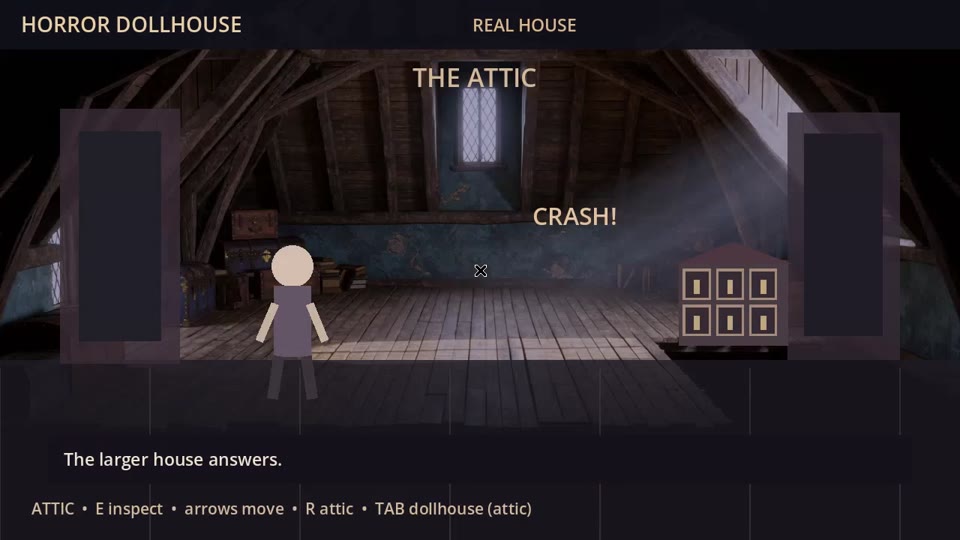 HORROR DOLLHOUSE
REAL HOUSE
THE ATTIC
CRASH!
The larger house answers.
ATTIC • E inspect • arrows move • R attic • TAB dollhouse (attic)